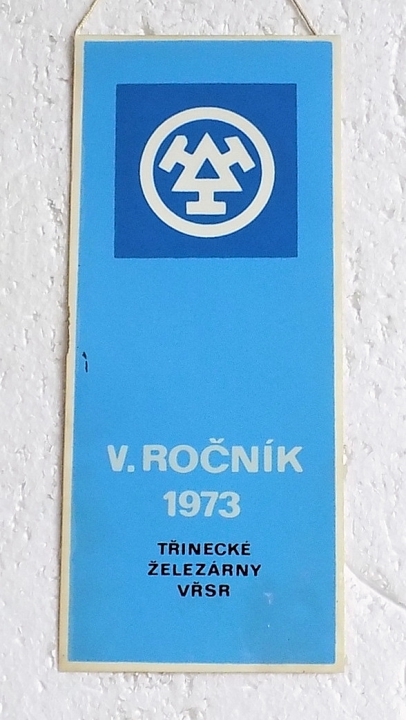 V. ROČNÍK
1973
TŘINECKÉ
ŽELEZÁRNY
VŘSR